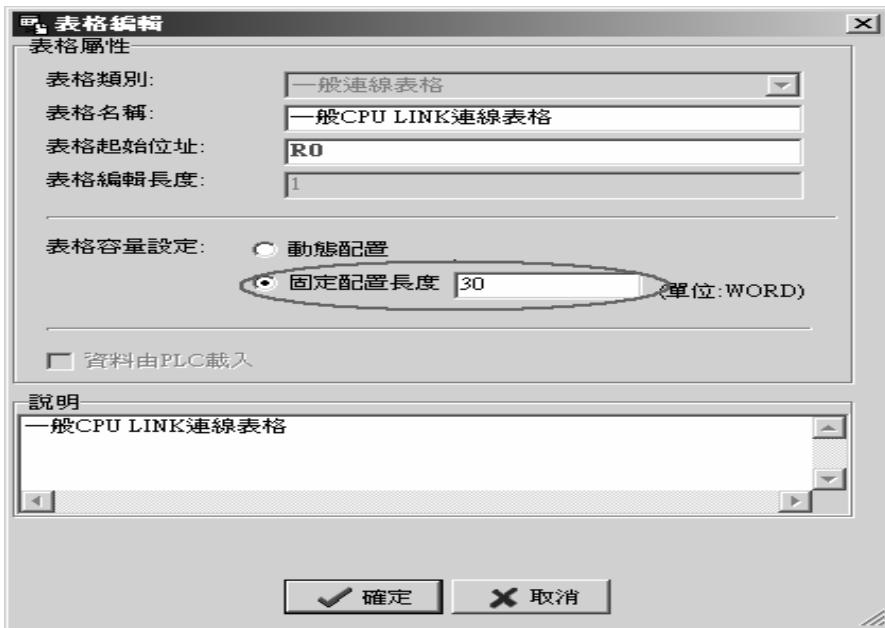 表格編輯
表格屬性
表格類別: 一般連線表格
表格名稱: 一般CPU LINK連線表格
表格起始位址: R0
表格編輯長度: 1
表格容量設定: 動態配置
固定配置長度 30 (單位:WORD)
資料由PLC載入
說明
一般CPU LINK連線表格
確定 取消